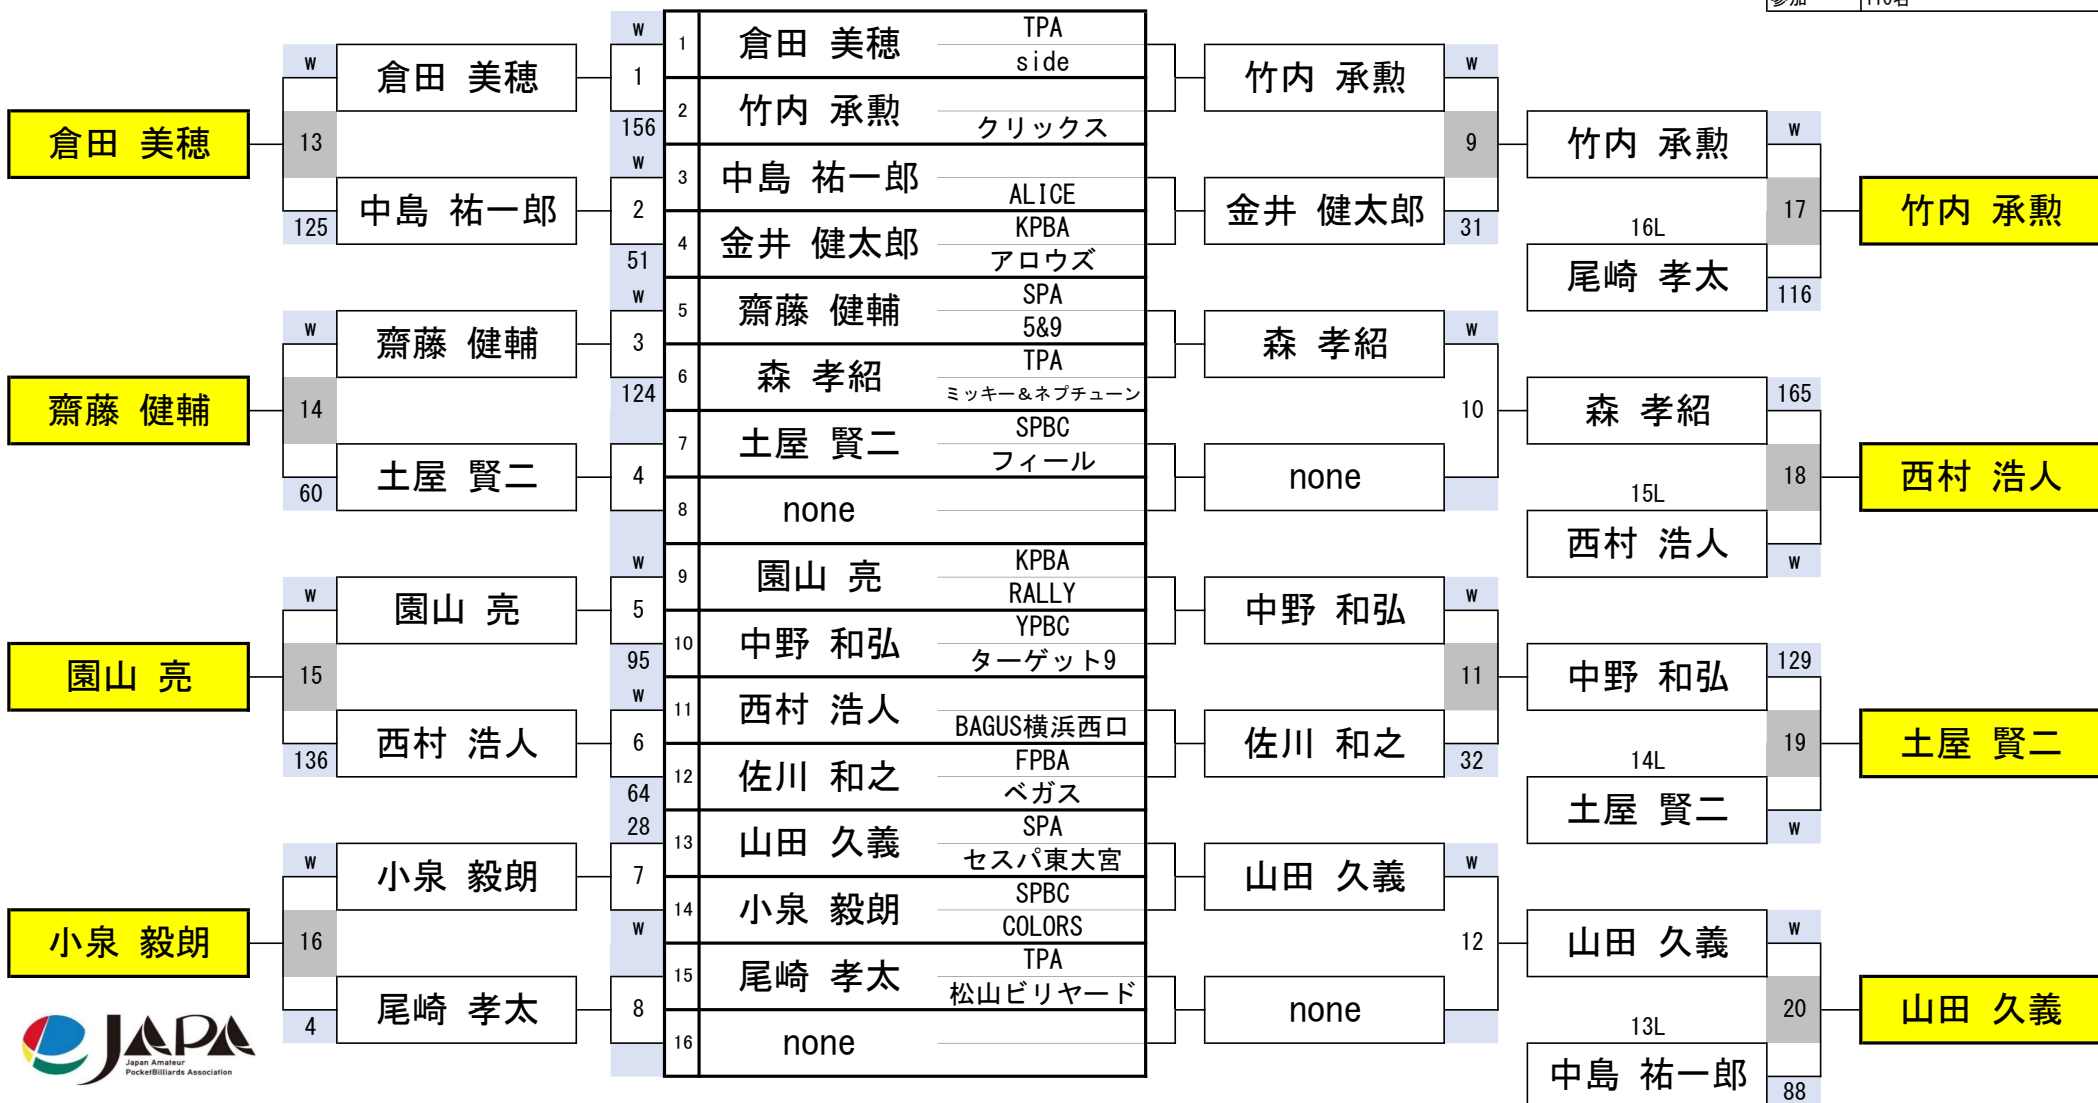 参加 110名
倉田 美穂
齋藤 健輔
園山 亮
小泉 毅朗
W
13
125
W
14
60
W
15
136
W
16
4
倉田 美穂
中島 祐一郎
齋藤 健輔
土屋 賢二
園山 亮
西村 浩人
小泉 毅朗
尾崎 孝太
W
1
156
W
2
51
W
3
124
4
W
5
95
W
6
64
28
7
W
8
1 倉田 美穂 TPA
side
2 竹内 承勲
クリックス
3 中島 祐一郎
ALICE
4 金井 健太郎 KPBA
アロウズ
5 齋藤 健輔 SPA
5&9
6 森 孝紹 TPA
ミッキー&ネプチューン
7 土屋 賢二 SPBC
フィール
8 none
9 園山 亮 KPBA
RALLY
10 中野 和弘 YPBC
ターゲット9
11 西村 浩人
BAGUS横浜西口
12 佐川 和之 FPBA
ベガス
13 山田 久義 SPA
セスパ東大宮
14 小泉 毅朗 SPBC
COLORS
15 尾崎 孝太 TPA
松山ビリヤード
16 none
竹内 承勲
金井 健太郎
森 孝紹
none
中野 和弘
佐川 和之
山田 久義
none
W
9
31
W
10
W
11
32
W
12
竹内 承勲
16L
尾崎 孝太
森 孝紹
15L
西村 浩人
中野 和弘
14L
土屋 賢二
山田 久義
13L
中島 祐一郎
W
17
116
165
18
W
129
19
W
W
20
88
竹内 承勲
西村 浩人
土屋 賢二
山田 久義
JAPA
Japan Amateur
PocketBilliards Association